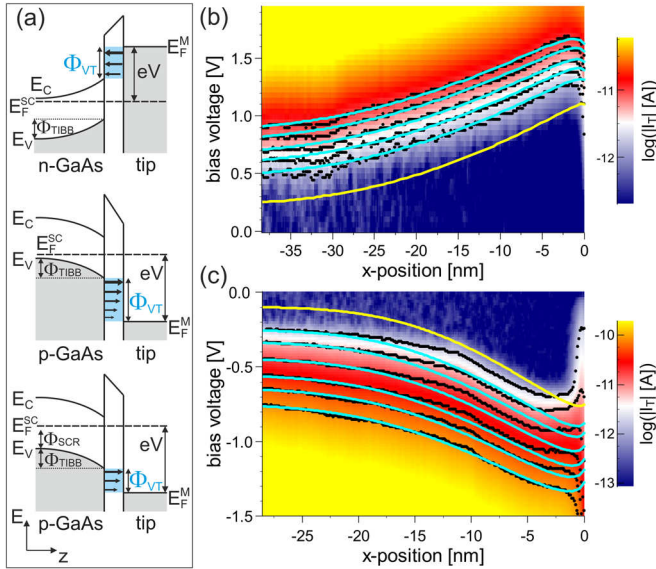 (a)
E_F^M
Φ_VT
eV
E_C
E_F^SC
Φ_TIBB
E_V
n-GaAs
tip
E_C
E_F^SC
E_V
Φ_TIBB
eV
Φ_VT
E_F^M
p-GaAs
tip
E_C
E_F^SC
Φ_SCR
eV
E_V
Φ_TIBB
Φ_VT
E_F^M
p-GaAs
tip
E
z
(b)
bias voltage [V]
1.5
1.0
0.5
0.0
-35
-30
-25
-20
-15
-10
-5
0
x-position [nm]
log(|I_T| [A])
-11
-12
(c)
bias voltage [V]
0.0
-0.5
-1.0
-1.5
-25
-20
-15
-10
-5
0
x-position [nm]
log(|I_T| [A])
-10
-11
-12
-13